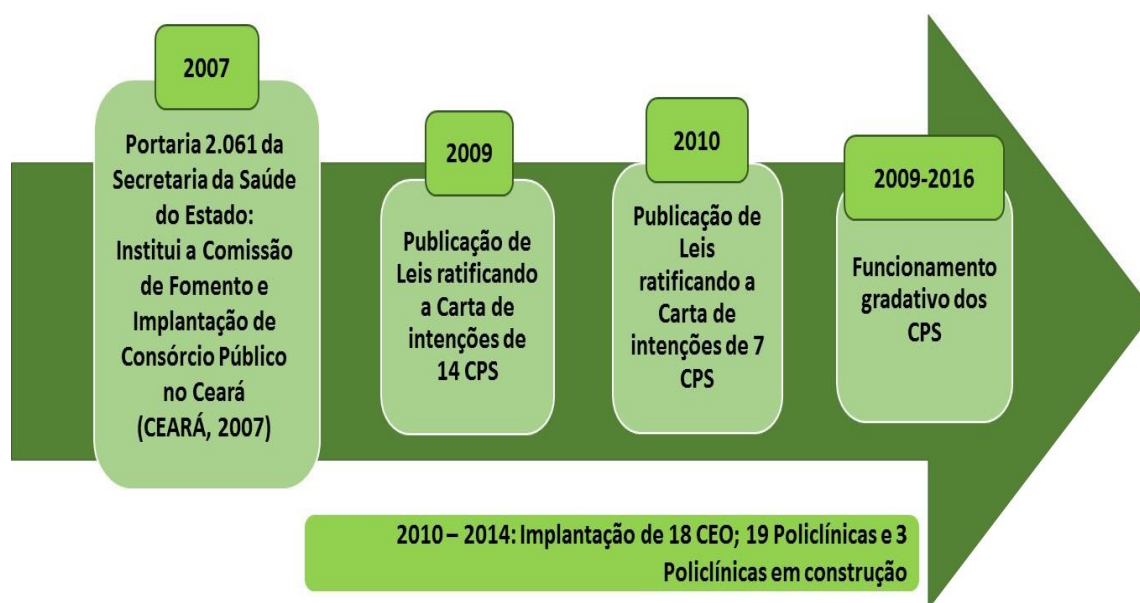 2007
Portaria 2.061 da
Secretaria da Saúde
do Estado:
Institui a Comissão
de Fomento e
Implantação de
Consórcio Público
no Ceará
(CEARÁ, 2007)
2009
Publicação de
Leis ratificando
a Carta de
intenções de
14 CPS
2010
Publicação de
Leis
ratificando a
Carta de
intenções de 7
CPS
2009-2016
Funcionamento
gradativo dos
CPS
2010 – 2014: Implantação de 18 CEO; 19 Policlínicas e 3
Policlínicas em construção